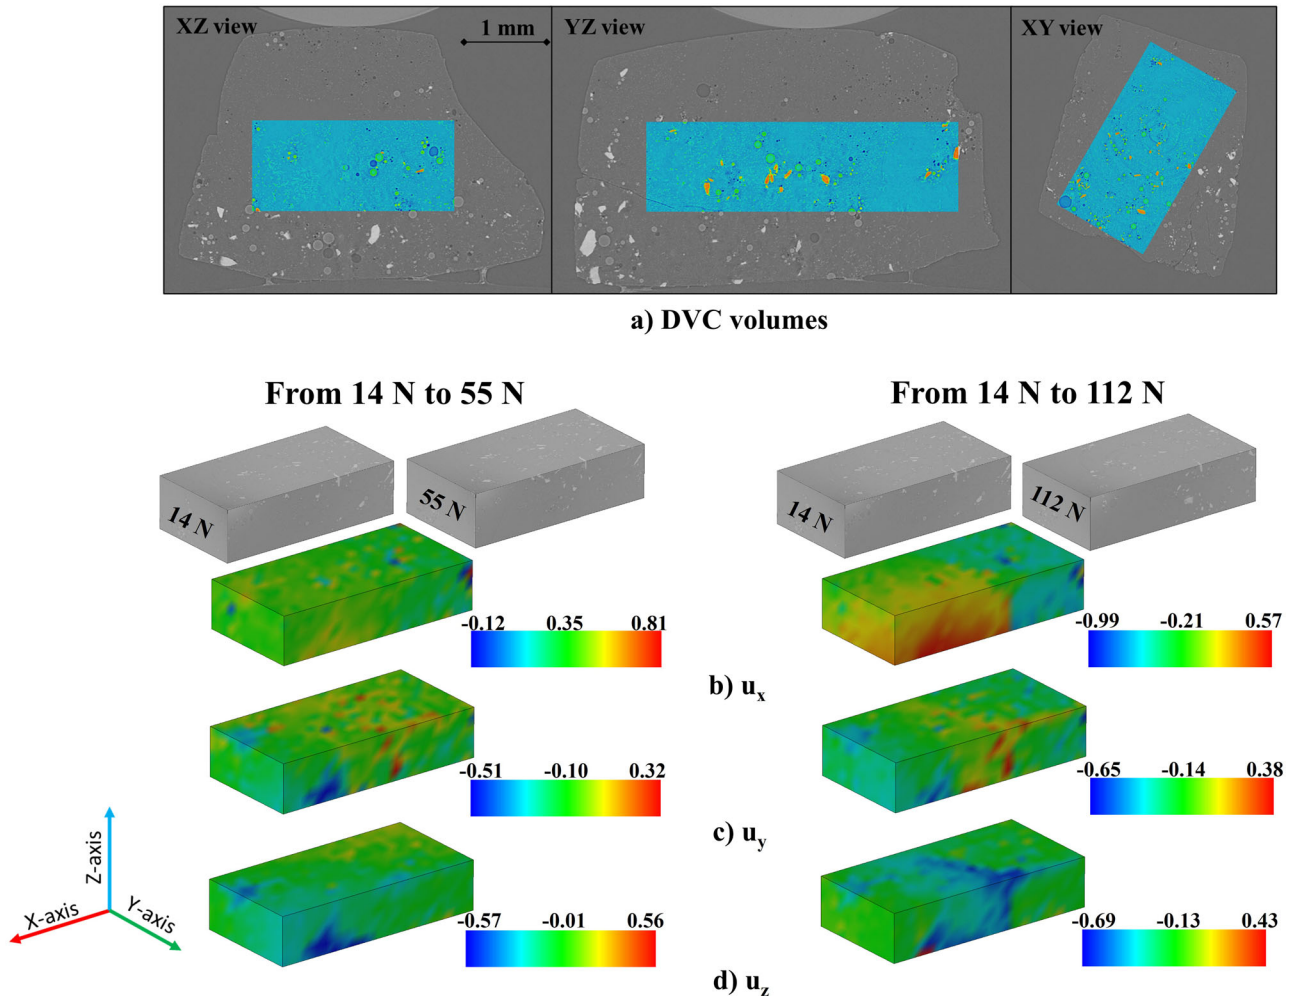 XZ view
1 mm
YZ view
XY view
a) DVC volumes
From 14 N to 55 N
From 14 N to 112 N
14 N
55 N
14 N
112 N
-0.12 0.35 0.81
-0.99 -0.21 0.57
b) ux
-0.51 -0.10 0.32
-0.65 -0.14 0.38
c) uy
Z-axis
X-axis
Y-axis
-0.57 -0.01 0.56
-0.69 -0.13 0.43
d) uz